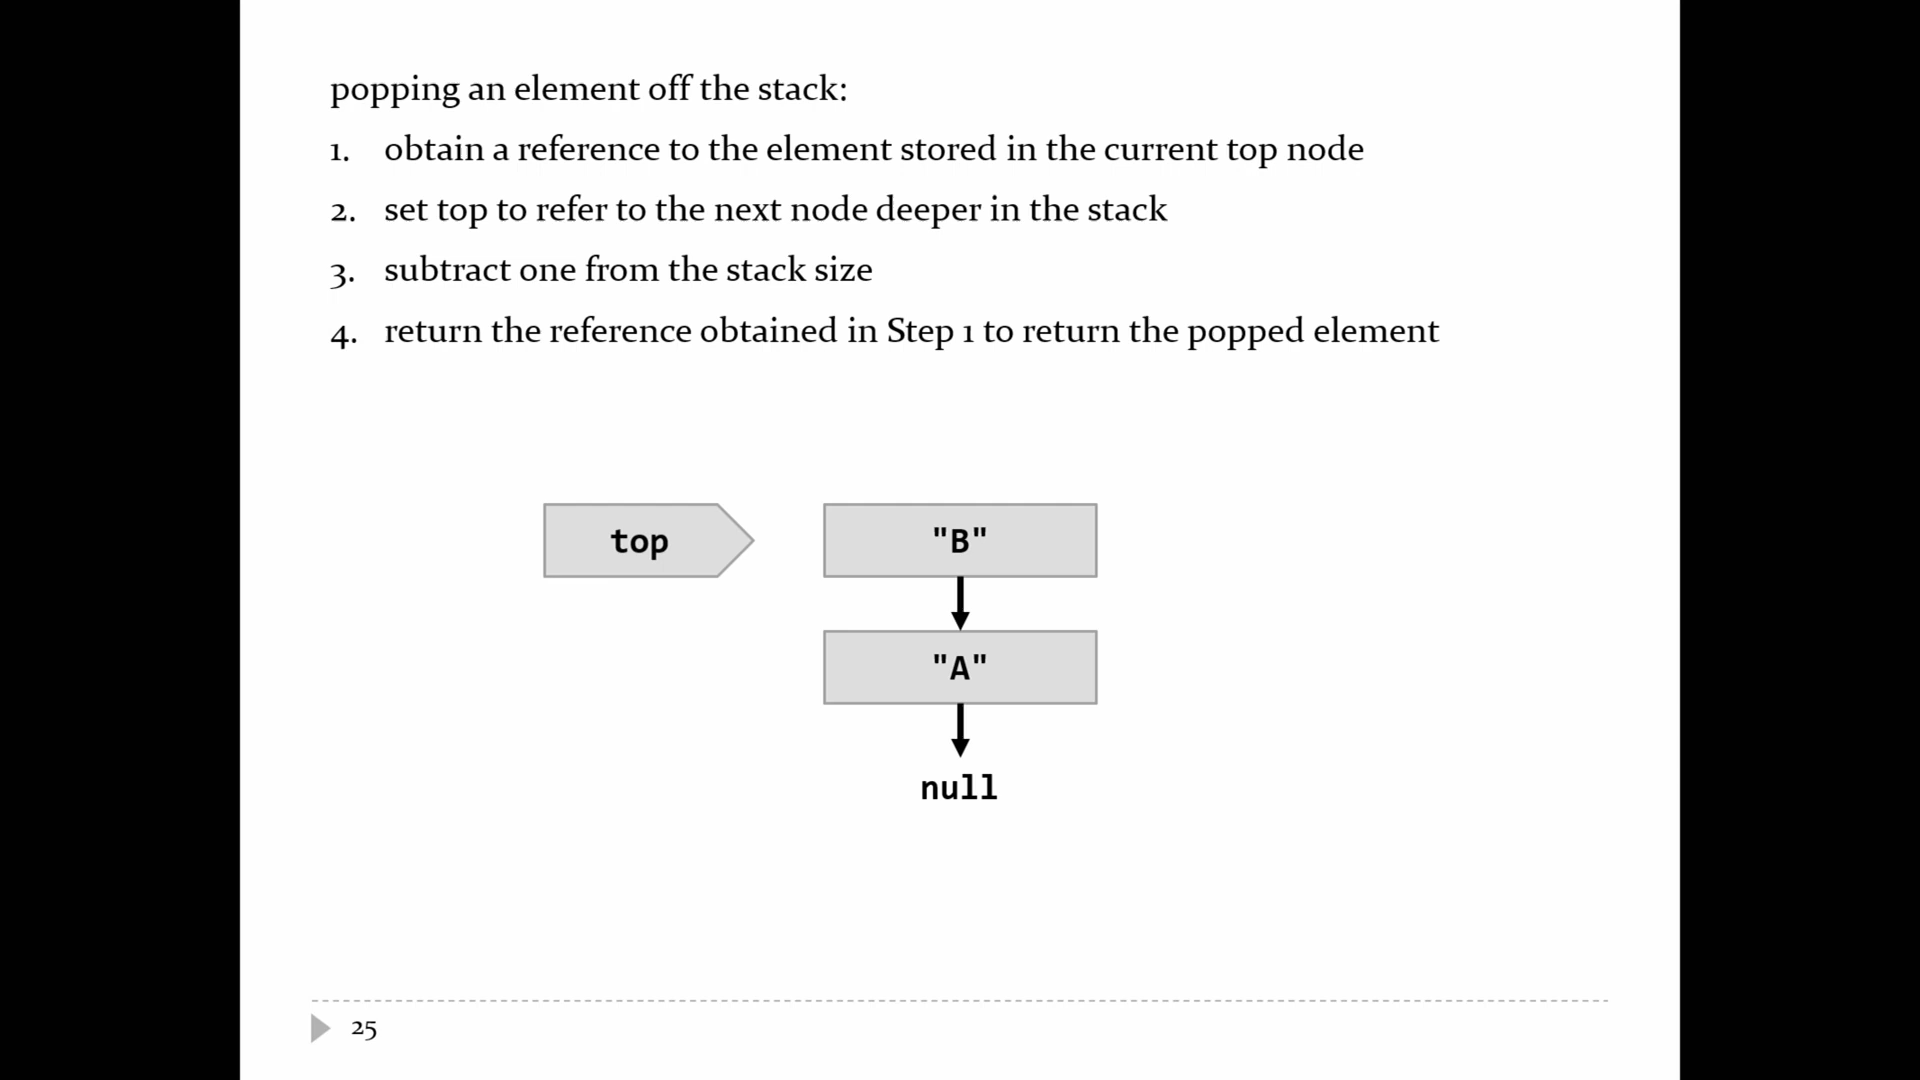 popping an element off the stack:
1. obtain a reference to the element stored in the current top node
2. set top to refer to the next node deeper in the stack
3. subtract one from the stack size
4. return the reference obtained in Step 1 to return the popped element
top
"B"
"A"
null
25